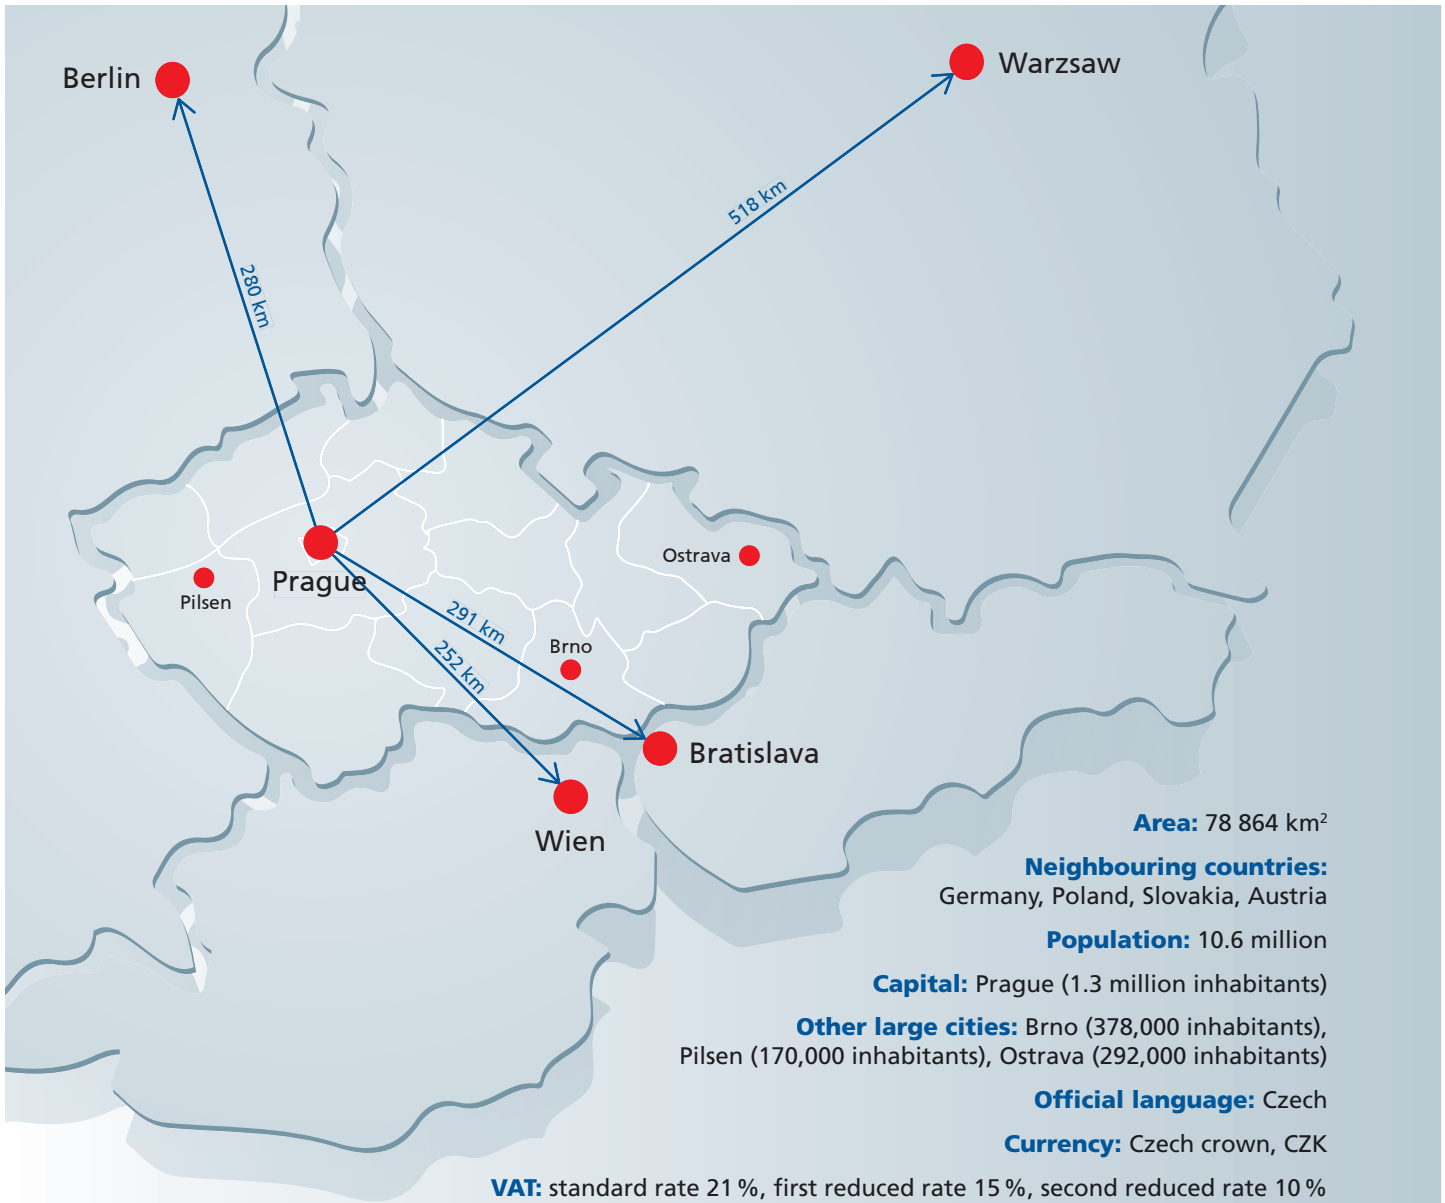 Berlin
Warzsaw
518 km
280 km
Prague
Pilsen
Ostrava
291 km
252 km
Brno
Bratislava
Wien
Area: 78 864 km²
Neighbouring countries:
Germany, Poland, Slovakia, Austria
Population: 10.6 million
Capital: Prague (1.3 million inhabitants)
Other large cities: Brno (378,000 inhabitants),
Pilsen (170,000 inhabitants), Ostrava (292,000 inhabitants)
Official language: Czech
Currency: Czech crown, CZK
VAT: standard rate 21 %, first reduced rate 15 %, second reduced rate 10 %